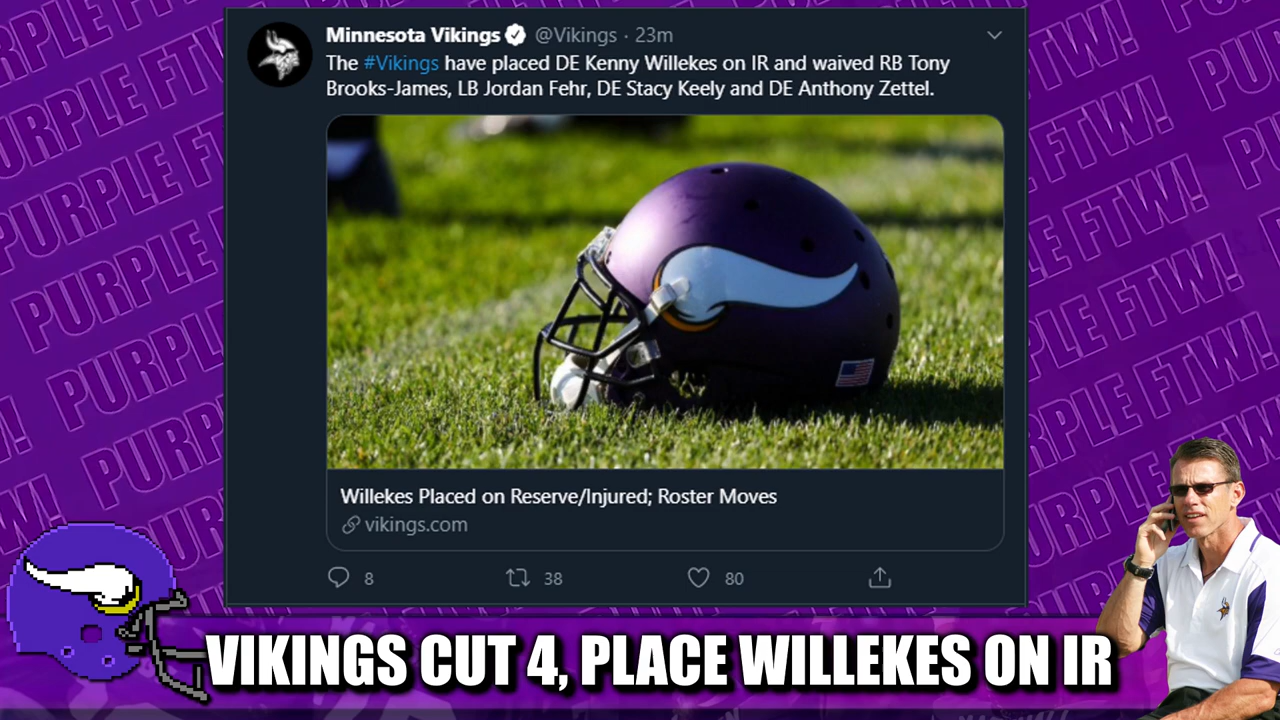 Minnesota Vikings @Vikings · 23m
The #Vikings have placed DE Kenny Willekes on IR and waived RB Tony
Brooks-James, LB Jordan Fehr, DE Stacy Keely and DE Anthony Zettel.
Willekes Placed on Reserve/Injured; Roster Moves
vikings.com
8 38 80
PURPLE FTW!
VIKINGS CUT 4, PLACE WILLEKES ON IR